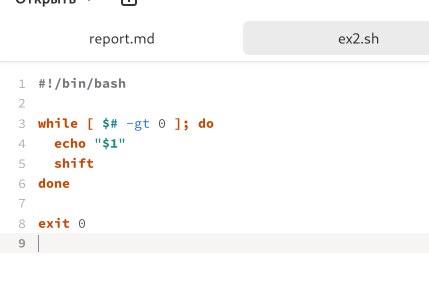 Открыть
report.md ex2.sh
1 #!/bin/bash
2
3 while [ $# -gt 0 ]; do
4   echo "$1"
5   shift
6 done
7
8 exit 0
9